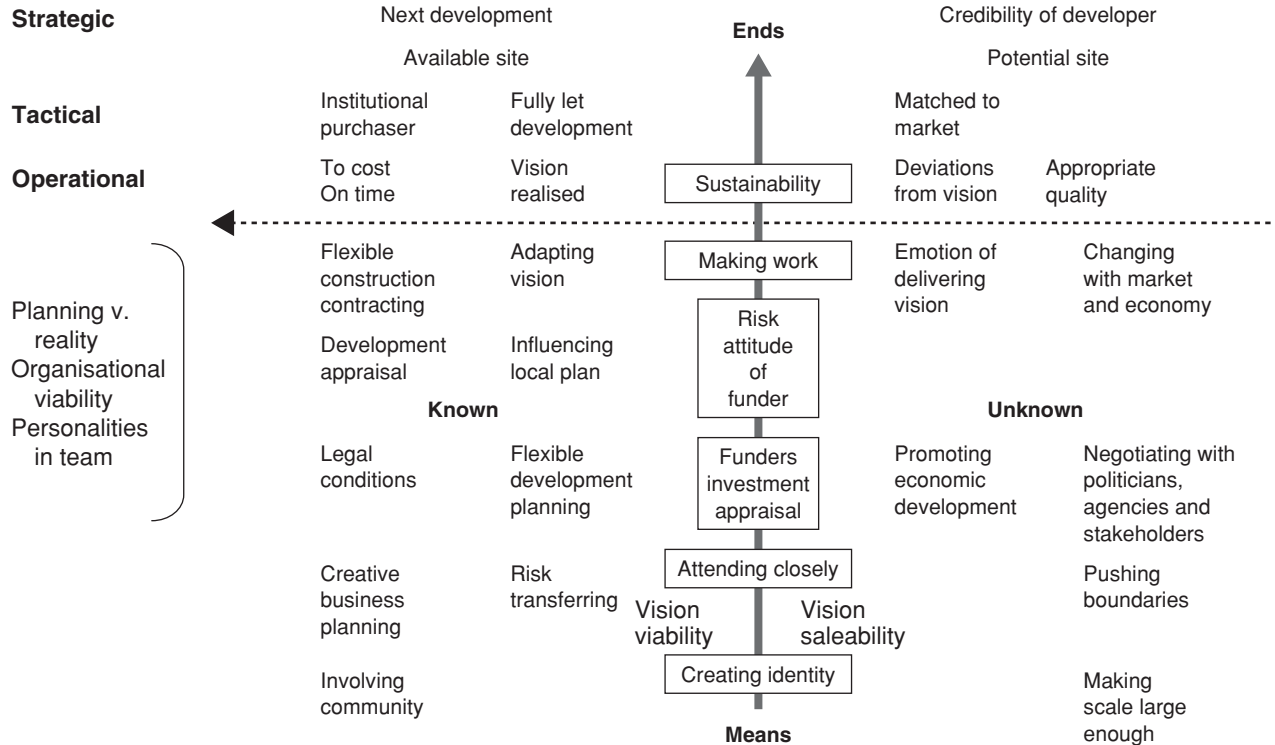 Strategic
Next development
Credibility of developer
Ends
Available site
Potential site
Tactical
Institutional
purchaser
Fully let
development
Matched to
market
Operational
To cost
On time
Vision
realised
Sustainability
Deviations
from vision
Appropriate
quality
Planning v.
reality
Organisational
viability
Personalities
in team
Flexible
construction
contracting
Adapting
vision
Making work
Emotion of
delivering
vision
Changing
with market
and economy
Development
appraisal
Influencing
local plan
Risk
attitude
of
funder
Known
Unknown
Legal
conditions
Flexible
development
planning
Funders
investment
appraisal
Promoting
economic
development
Negotiating with
politicians,
agencies and
stakeholders
Attending closely
Creative
business
planning
Risk
transferring
Vision
viability
Vision
saleability
Pushing
boundaries
Creating identity
Involving
community
Making
scale large
enough
Means